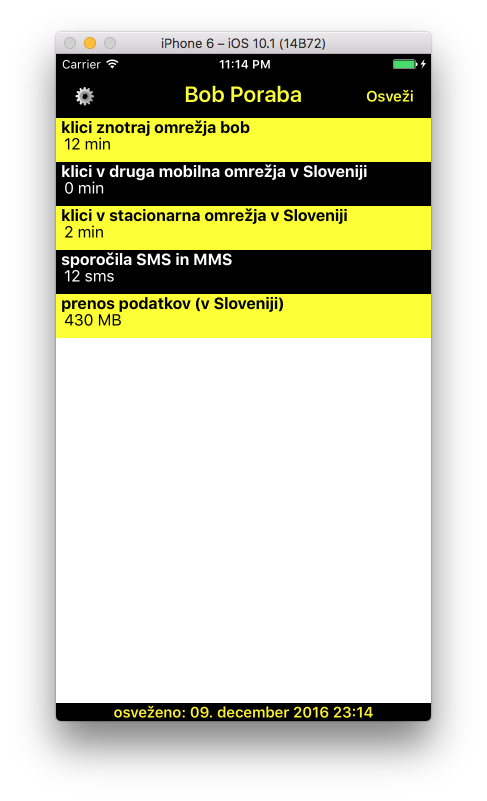 iPhone 6 – iOS 10.1 (14B72)
Carrier 11:14 PM
Bob Poraba Osveži
klici znotraj omrežja bob
12 min
klici v druga mobilna omrežja v Sloveniji
0 min
klici v stacionarna omrežja v Sloveniji
2 min
sporočila SMS in MMS
12 sms
prenos podatkov (v Sloveniji)
430 MB
osveženo: 09. december 2016 23:14